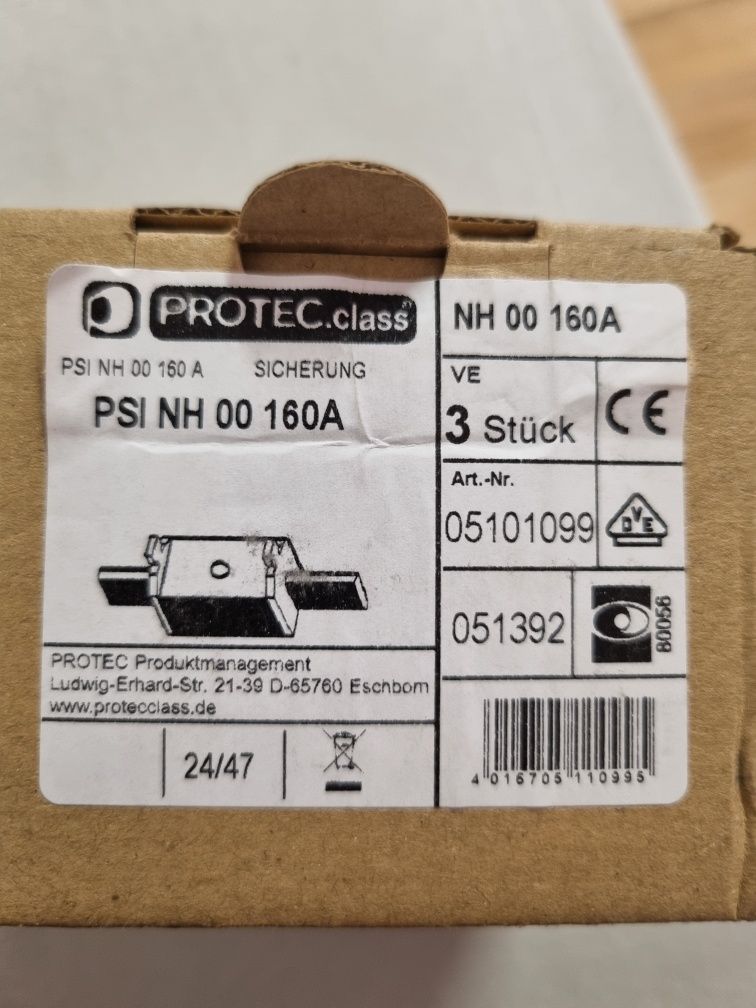 PROTEC.class
PSI NH 00 160 A SICHERUNG
PSI NH 00 160A
NH 00 160A
VE
3 Stück
CE
Art.-Nr.
05101099
VDE
051392
80056
PROTEC Produktmanagement
Ludwig-Erhard-Str. 21-39 D-65760 Eschborn
www.protecclass.de
24/47
4 016705 110995